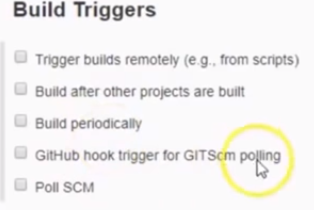 Build Triggers
Trigger builds remotely (e.g., from scripts)
Build after other projects are built
Build periodically
GitHub hook trigger for GITScm polling
Poll SCM